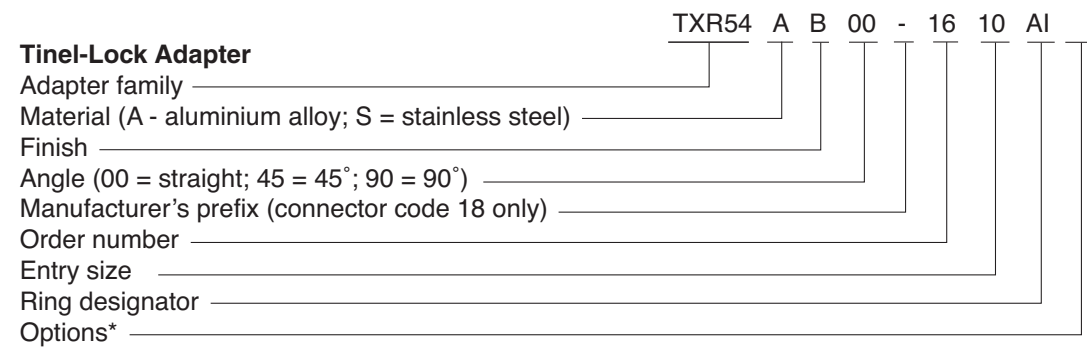 TXR54 A B 00 - 16 10 AI
Tinel-Lock Adapter
Adapter family
Material (A - aluminium alloy; S = stainless steel)
Finish
Angle (00 = straight; 45 = 45˚; 90 = 90˚)
Manufacturer's prefix (connector code 18 only)
Order number
Entry size
Ring designator
Options*